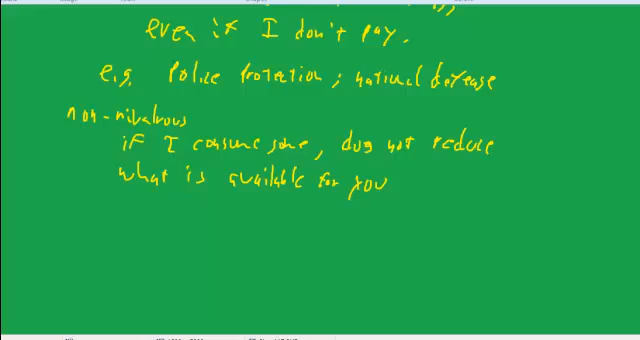 even if I don't pay.
e.g. Police Protection; national defense
non-rivalrous
if I consume some, does not reduce
what is available for you